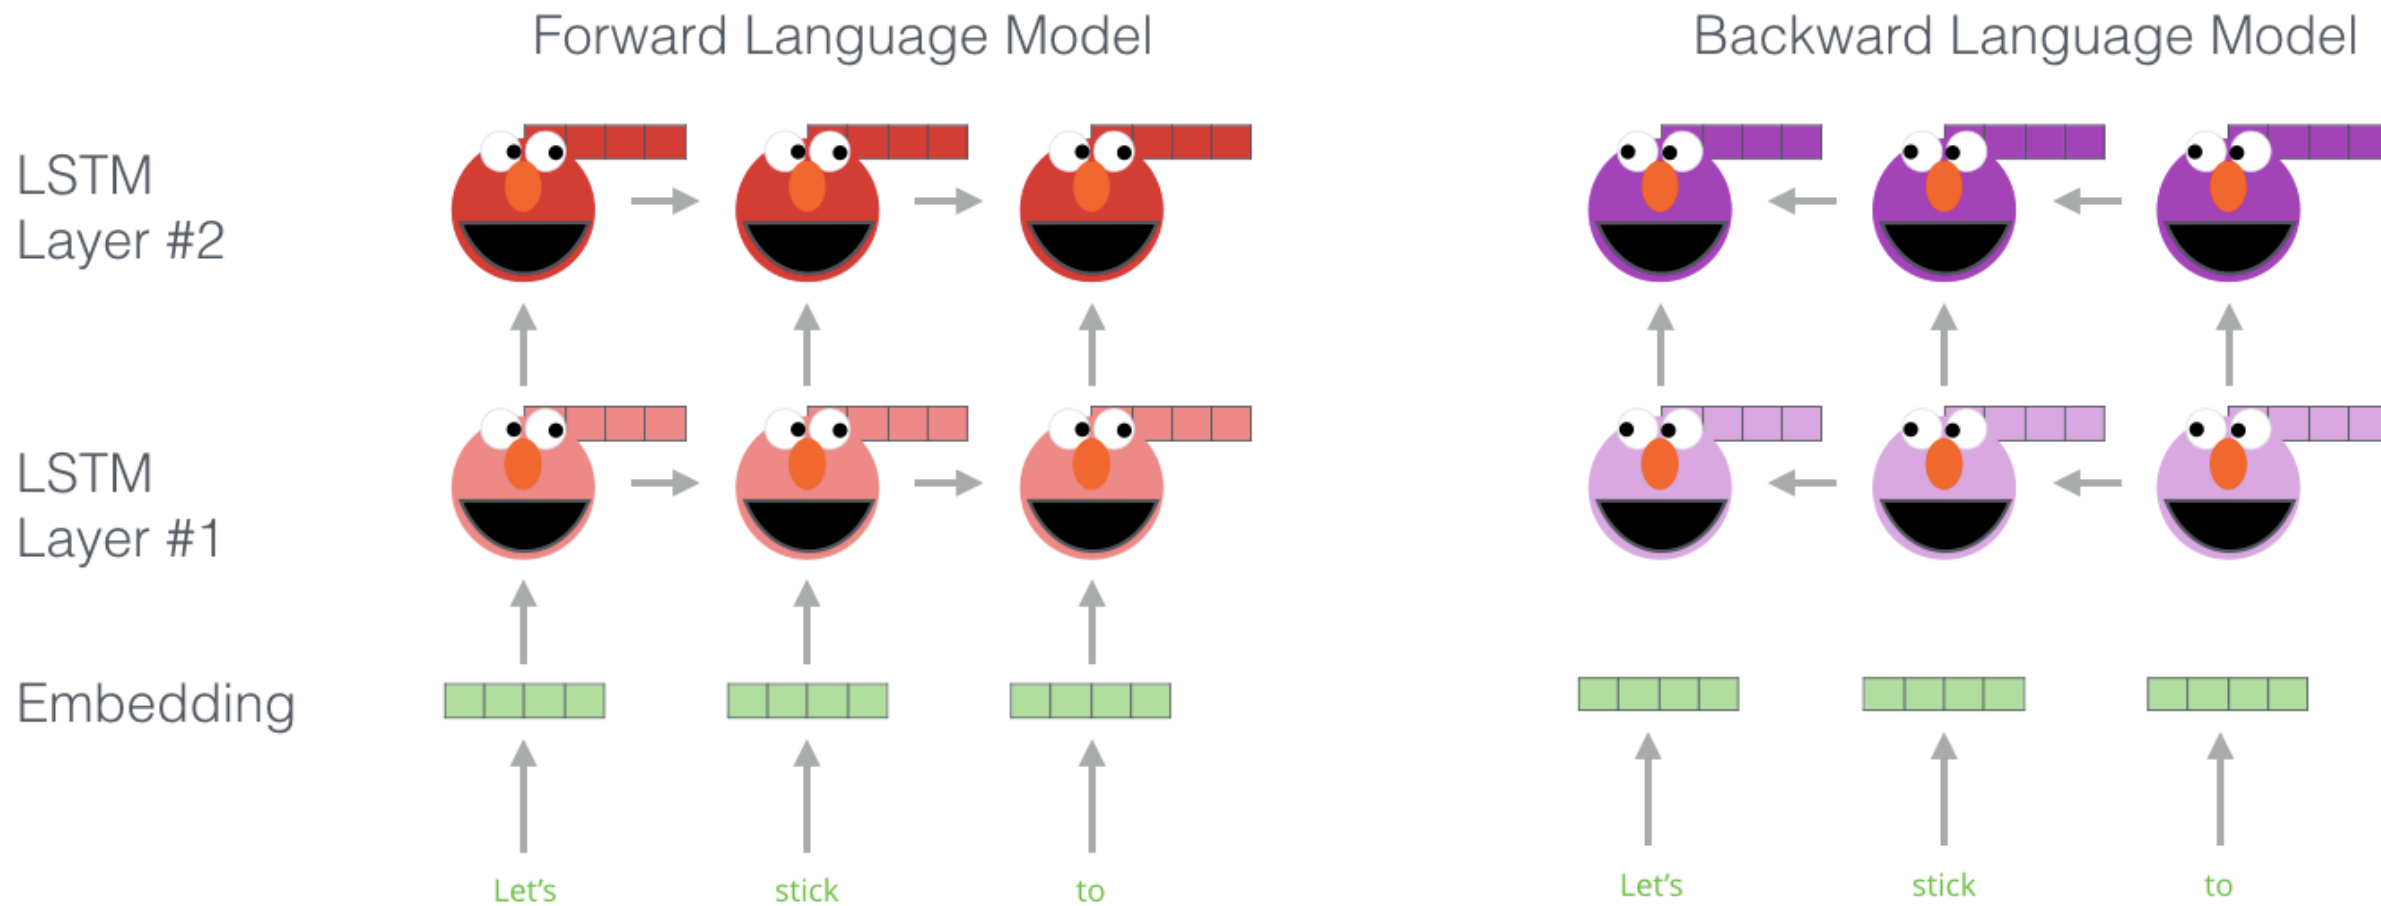 Forward Language Model
Backward Language Model
LSTM
Layer #2
LSTM
Layer #1
Embedding
Let's
stick
to
Let's
stick
to